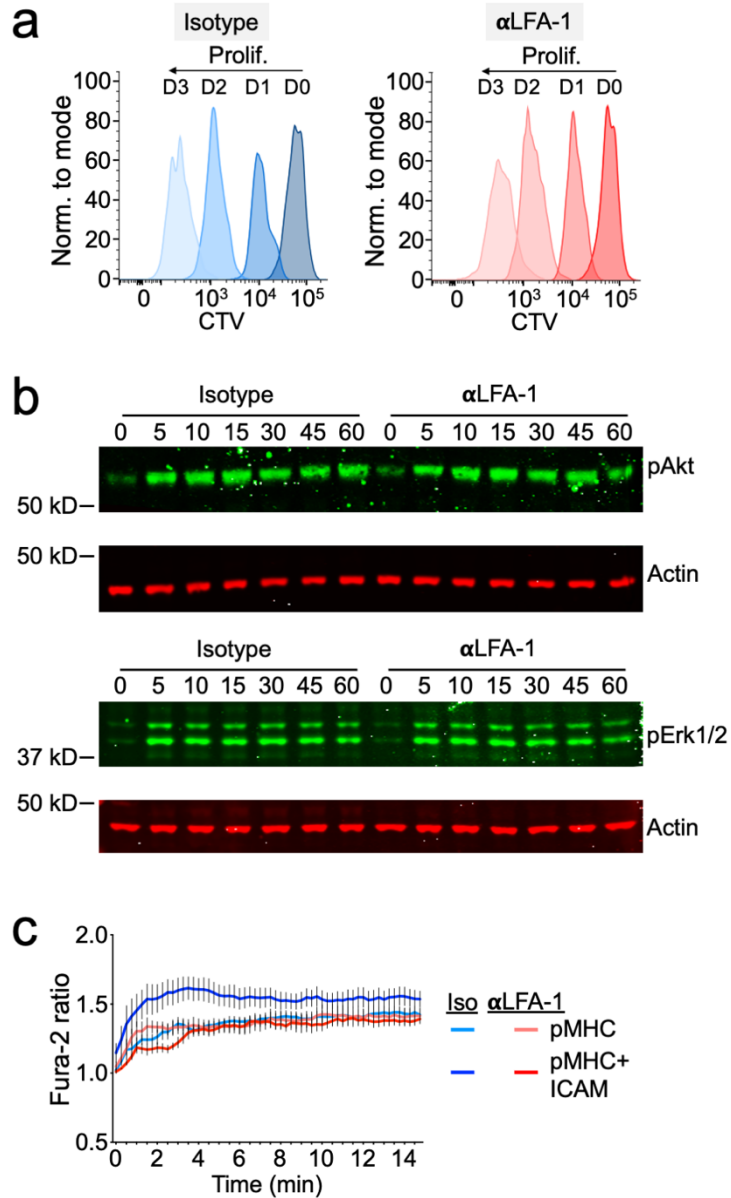 a
Isotype
αLFA-1
Prolif.
Prolif.
D3 D2 D1 D0
D3 D2 D1 D0
Norm. to mode
100
80
60
40
20
0
0 10³ 10⁴ 10⁵
CTV
Norm. to mode
100
80
60
40
20
0
0 10³ 10⁴ 10⁵
CTV
b
Isotype αLFA-1
0 5 10 15 30 45 60 0 5 10 15 30 45 60
pAkt
50 kD
50 kD
Actin
Isotype αLFA-1
0 5 10 15 30 45 60 0 5 10 15 30 45 60
pErk1/2
37 kD
50 kD
Actin
c
Fura-2 ratio
2.0
1.5
1.0
0.5
0 2 4 6 8 10 12 14
Time (min)
Iso αLFA-1
pMHC
pMHC+
ICAM